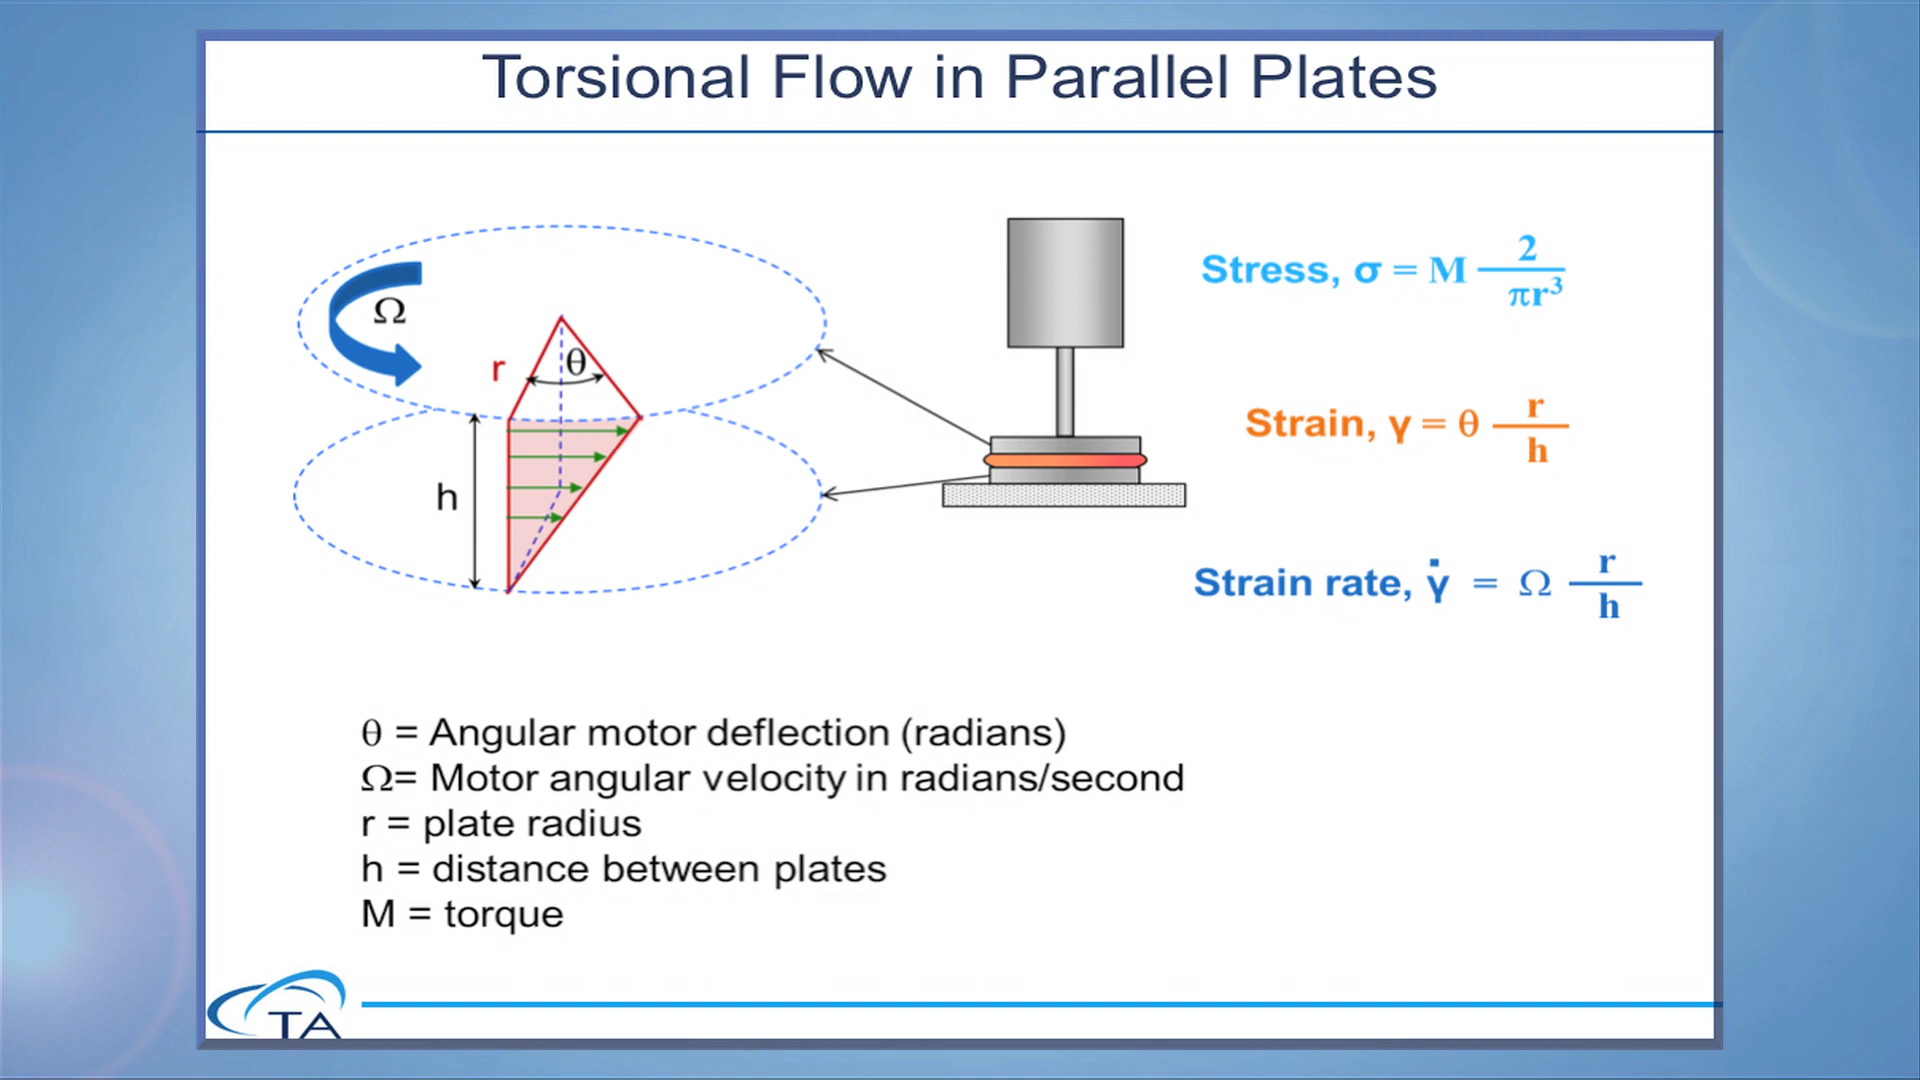 Torsional Flow in Parallel Plates
Ω
r
θ
h
Stress, σ = M 2/πr³
Strain, γ = θ r/h
Strain rate, γ̇ = Ω r/h
θ = Angular motor deflection (radians)
Ω= Motor angular velocity in radians/second
r = plate radius
h = distance between plates
M = torque
TA